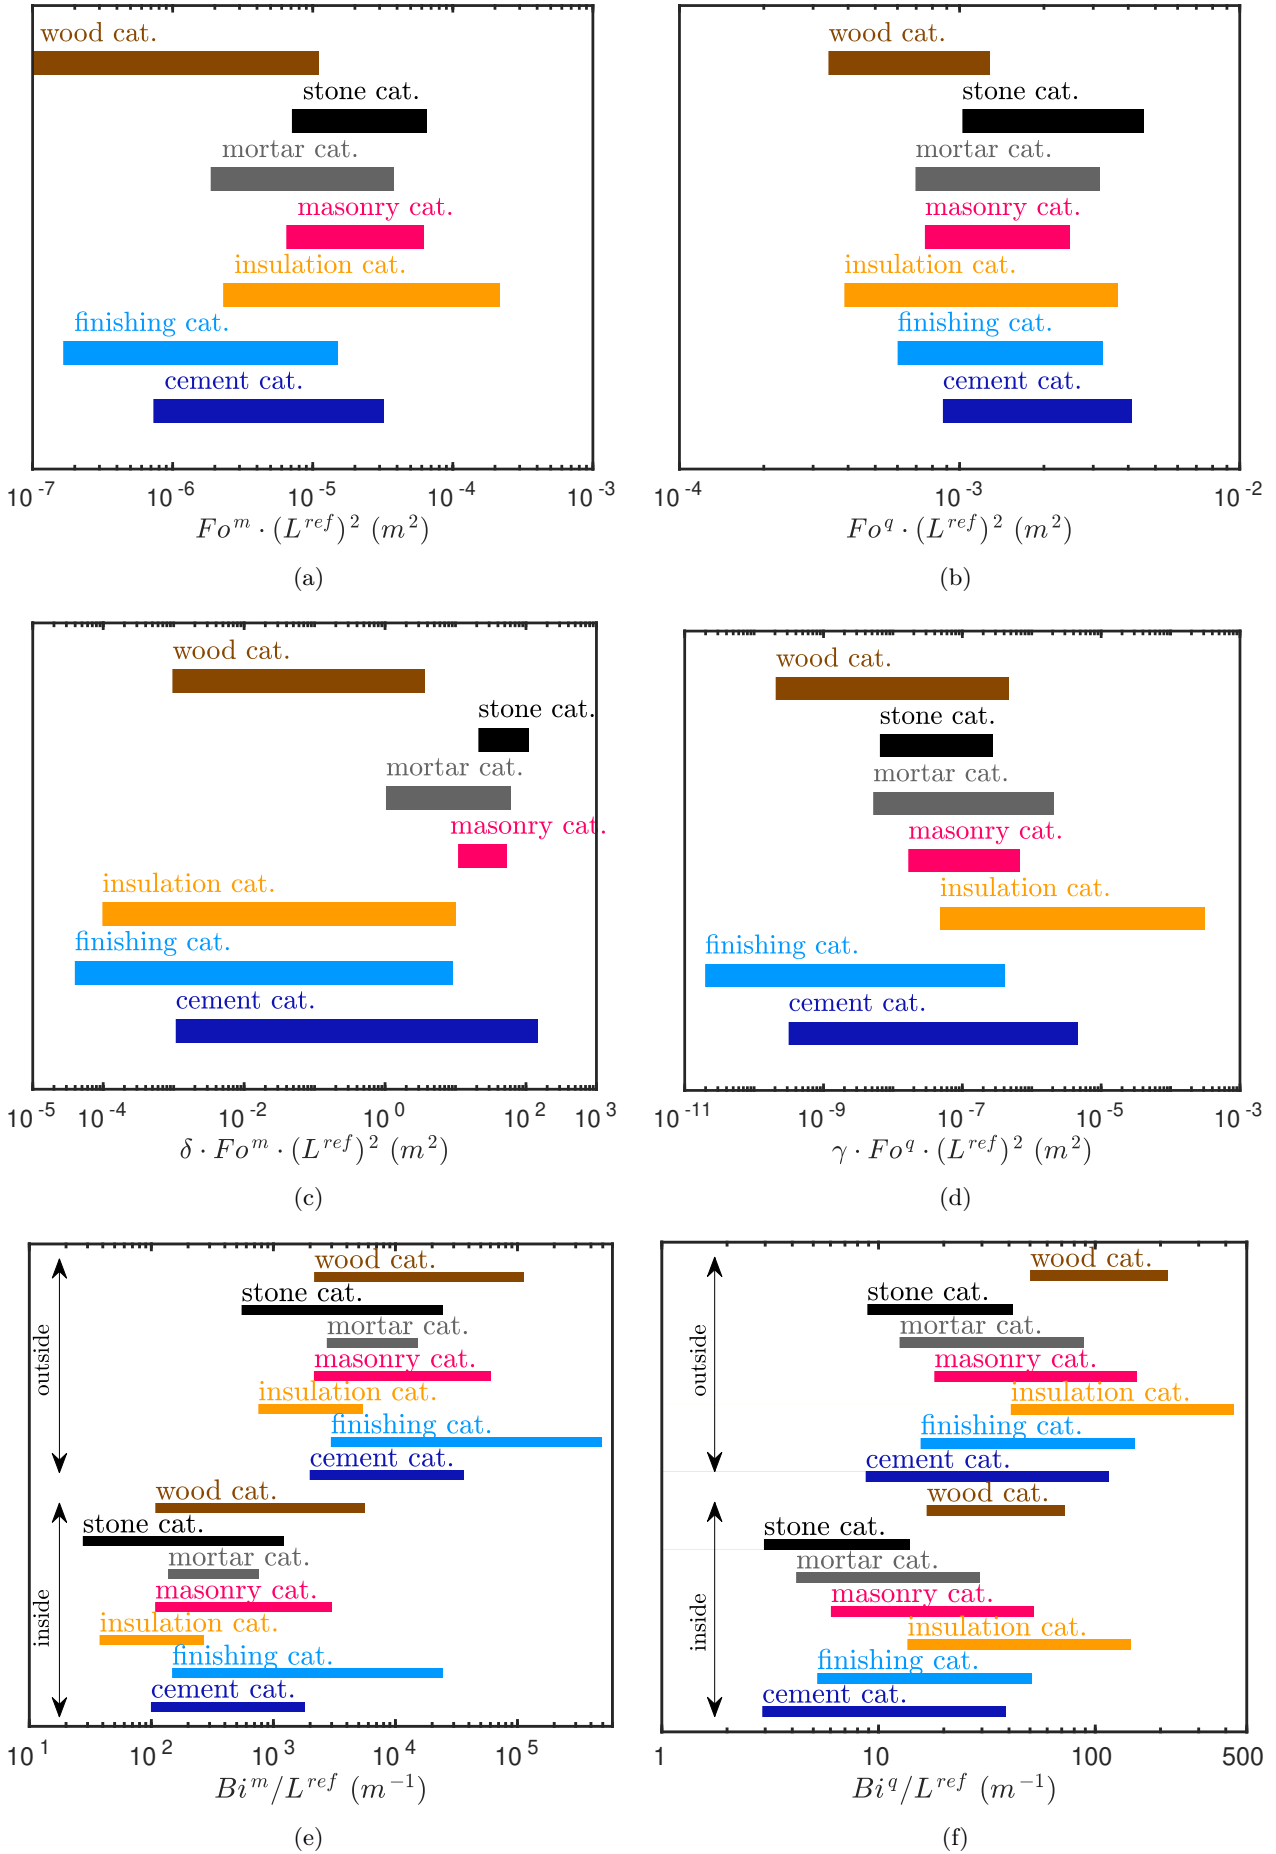 wood cat.
stone cat.
mortar cat.
masonry cat.
insulation cat.
finishing cat.
cement cat.
10^-7 10^-6 10^-5 10^-4 10^-3
Fo^m · (L^ref)^2 (m^2)
(a)
wood cat.
stone cat.
mortar cat.
masonry cat.
insulation cat.
finishing cat.
cement cat.
10^-4 10^-3 10^-2
Fo^q · (L^ref)^2 (m^2)
(b)
wood cat.
stone cat.
mortar cat.
masonry cat.
insulation cat.
finishing cat.
cement cat.
10^-5 10^-4 10^-2 10^0 10^2 10^3
δ · Fo^m · (L^ref)^2 (m^2)
(c)
wood cat.
stone cat.
mortar cat.
masonry cat.
insulation cat.
finishing cat.
cement cat.
10^-11 10^-9 10^-7 10^-5 10^-3
γ · Fo^q · (L^ref)^2 (m^2)
(d)
outside
wood cat.
stone cat.
mortar cat.
masonry cat.
insulation cat.
finishing cat.
cement cat.
inside
wood cat.
stone cat.
mortar cat.
masonry cat.
insulation cat.
finishing cat.
cement cat.
10^1 10^2 10^3 10^4 10^5
Bi^m/L^ref (m^-1)
(e)
outside
wood cat.
stone cat.
mortar cat.
masonry cat.
insulation cat.
finishing cat.
cement cat.
inside
wood cat.
stone cat.
mortar cat.
masonry cat.
insulation cat.
finishing cat.
cement cat.
1 10 100 500
Bi^q/L^ref (m^-1)
(f)